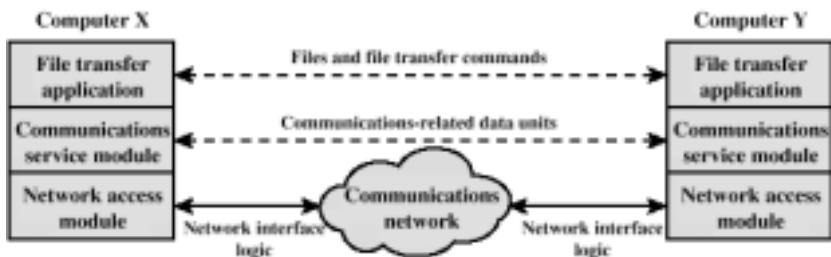 Computer X
Computer Y
File transfer
application
Files and file transfer commands
File transfer
application
Communications
service module
Communications-related data units
Communications
service module
Network access
module
Network interface
logic
Communications
network
Network interface
logic
Network access
module